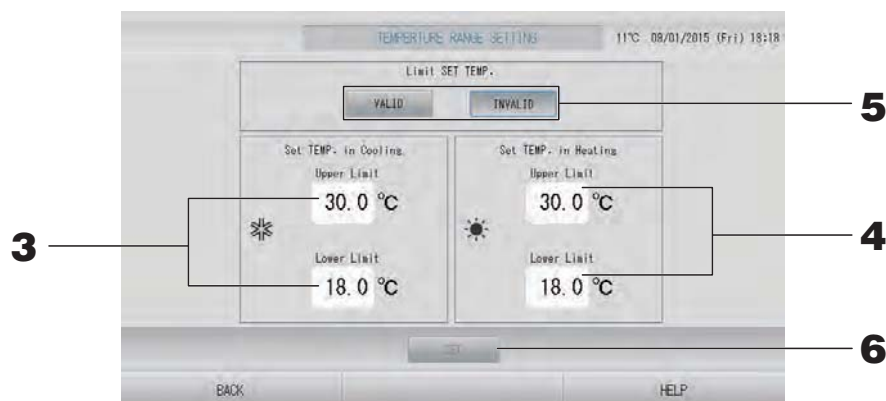 TEMPERTURE RANGE SETTING 11°C 08/01/2015 (Fri) 18:18
Limit SET TEMP.
VALID INVALID 5
Set TEMP. in Cooling Set TEMP. in Heating
Upper Limit Upper Limit
30.0 °C 30.0 °C
3 4
Lower Limit Lower Limit
18.0 °C 18.0 °C
SET 6
BACK HELP